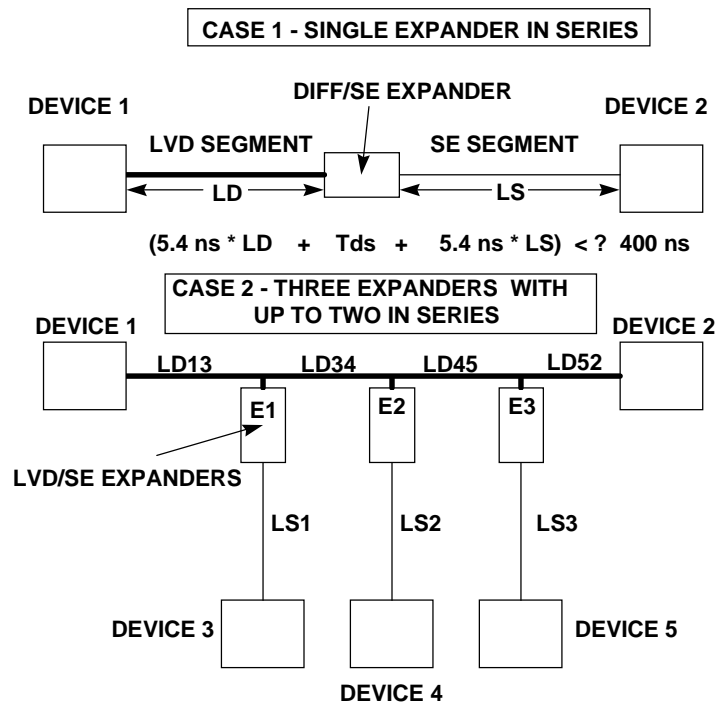 CASE 1 - SINGLE EXPANDER IN SERIES
DIFF/SE EXPANDER
DEVICE 1
DEVICE 2
LVD SEGMENT
SE SEGMENT
LD
LS
(5.4 ns * LD + Tds + 5.4 ns * LS) < ? 400 ns
CASE 2 - THREE EXPANDERS WITH
UP TO TWO IN SERIES
DEVICE 1
DEVICE 2
LD13
LD34
LD45
LD52
E1
E2
E3
LVD/SE EXPANDERS
LS1
LS2
LS3
DEVICE 3
DEVICE 5
DEVICE 4